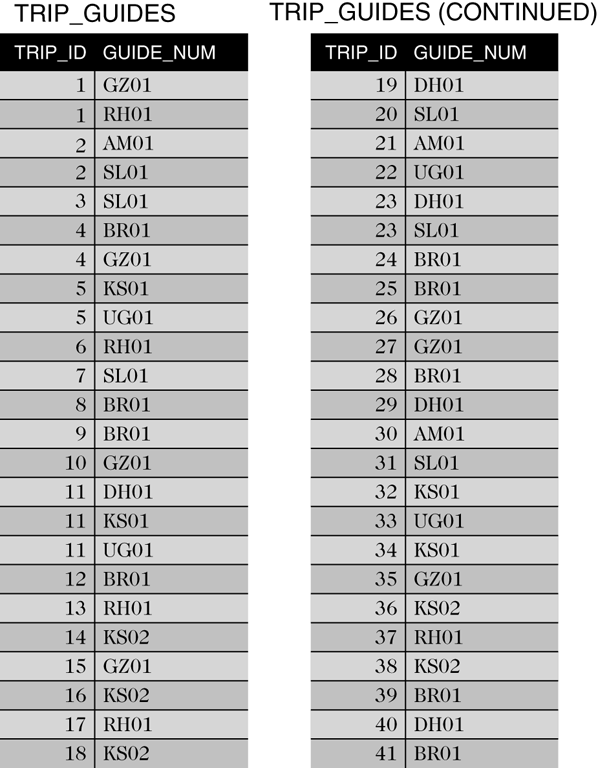 TRIP_GUIDES
TRIP_ID GUIDE_NUM
1 GZ01
1 RH01
2 AM01
2 SL01
3 SL01
4 BR01
4 GZ01
5 KS01
5 UG01
6 RH01
7 SL01
8 BR01
9 BR01
10 GZ01
11 DH01
11 KS01
11 UG01
12 BR01
13 RH01
14 KS02
15 GZ01
16 KS02
17 RH01
18 KS02
TRIP_GUIDES (CONTINUED)
TRIP_ID GUIDE_NUM
19 DH01
20 SL01
21 AM01
22 UG01
23 DH01
23 SL01
24 BR01
25 BR01
26 GZ01
27 GZ01
28 BR01
29 DH01
30 AM01
31 SL01
32 KS01
33 UG01
34 KS01
35 GZ01
36 KS02
37 RH01
38 KS02
39 BR01
40 DH01
41 BR01